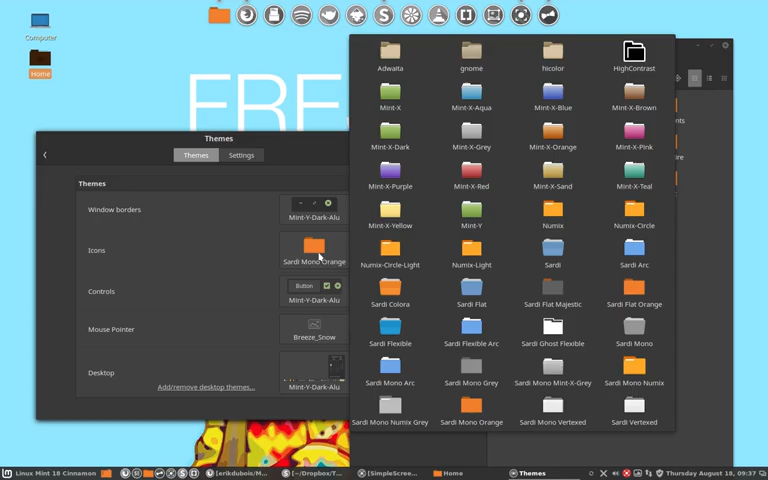 Computer
Home
FRE
Themes
Themes
Settings
Themes
Window borders
Mint-Y-Dark-Alu
Icons
Sardi Mono Orange
Controls
Button
Mint-Y-Dark-Alu
Mouse Pointer
Breeze_Snow
Desktop
Mint-Y-Dark-Alu
Add/remove desktop themes...
Adwaita
gnome
hicolor
HighContrast
Mint-X
Mint-X-Aqua
Mint-X-Blue
Mint-X-Brown
Mint-X-Dark
Mint-X-Grey
Mint-X-Orange
Mint-X-Pink
Mint-X-Purple
Mint-X-Red
Mint-X-Sand
Mint-X-Teal
Mint-X-Yellow
Mint-Y
Numix
Numix-Circle
Numix-Circle-Light
Numix-Light
Sardi
Sardi Arc
Sardi Colora
Sardi Flat
Sardi Flat Majestic
Sardi Flat Orange
Sardi Flexible
Sardi Flexible Arc
Sardi Ghost Flexible
Sardi Mono
Sardi Mono Arc
Sardi Mono Grey
Sardi Mono Mint-X-Grey
Sardi Mono Numix
Sardi Mono Numix Grey
Sardi Mono Orange
Sardi Mono Vertexed
Sardi Vertexed
nts
ire
Linux Mint 18 Cinnamon
[erikdubois/M...
[~/Dropbox/T...
[SimpleScree...
Home
Themes
Thursday August 18, 09:37